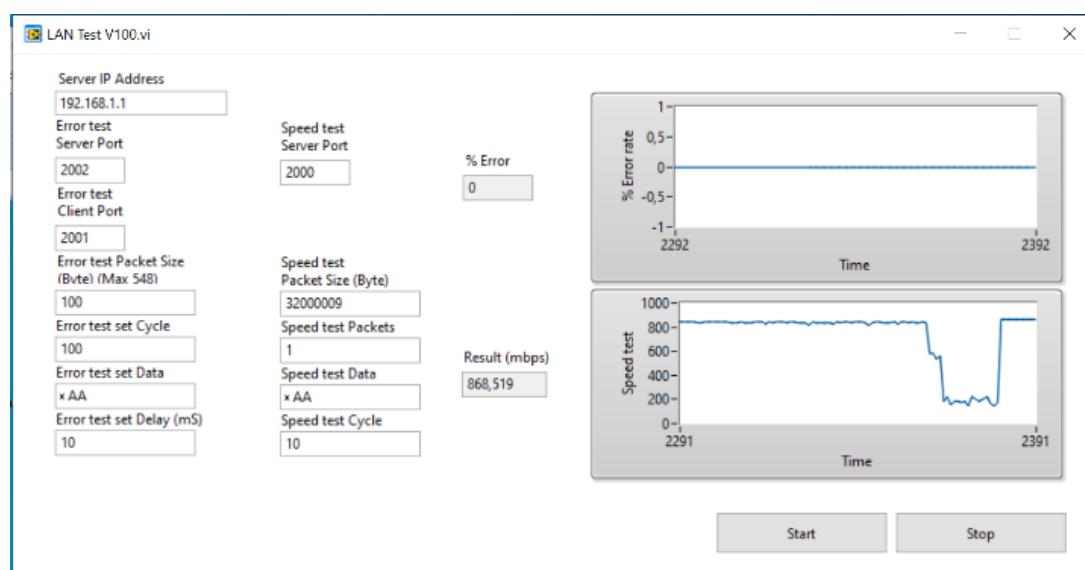 LAN Test V100.vi
Server IP Address
192.168.1.1
Error test
Server Port
2002
Error test
Client Port
2001
Error test Packet Size
(Byte) (Max 548)
100
Error test set Cycle
100
Error test set Data
× AA
Error test set Delay (mS)
10
Speed test
Server Port
2000
Speed test
Packet Size (Byte)
32000009
Speed test Packets
1
Speed test Data
× AA
Speed test Cycle
10
% Error
0
Result (mbps)
868,519
% Error rate
1
0,5
0
-0,5
-1
2292
2392
Time
Speed test
1000
800
600
400
200
0
2291
2391
Time
Start
Stop